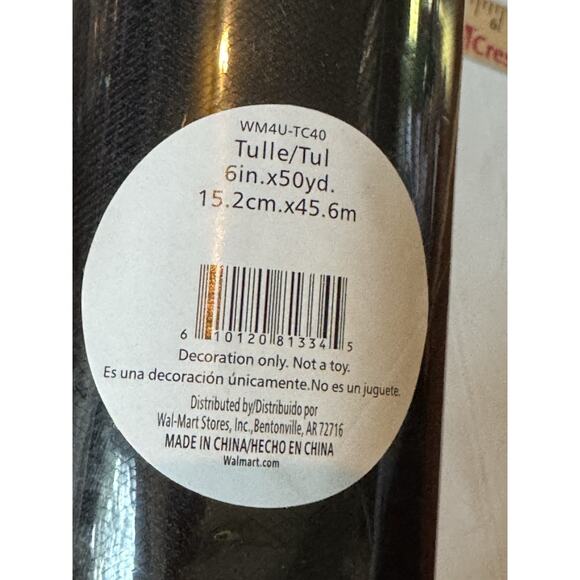 WM4U-TC40
Tulle/Tul
6in.x50yd.
15.2cm.x45.6m
6 10120 81334 5
Decoration only. Not a toy.
Es una decoración únicamente.No es un juguete.
Distributed by/Distribuido por
Wal-Mart Stores, Inc.,Bentonville, AR 72716
MADE IN CHINA/HECHO EN CHINA
Walmart.com